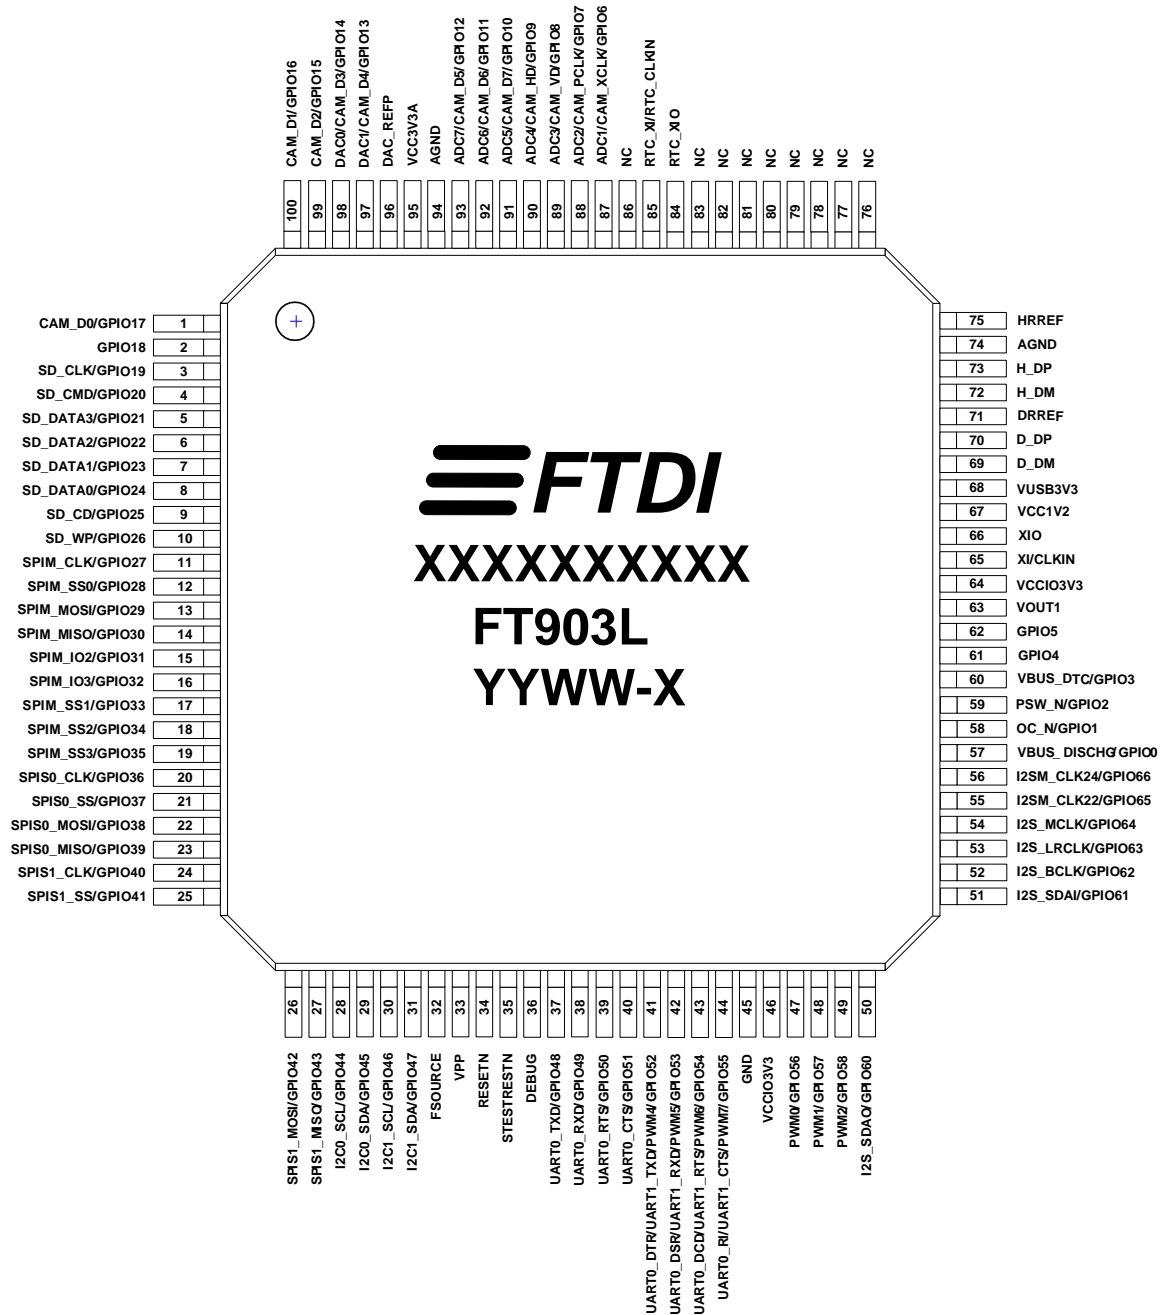 CAM_D1/GPIO16
CAM_D2/GPIO15
DAC0/CAM_D3/GPIO14
DAC1/CAM_D4/GPIO13
DAC_REFP
VCC3V3A
AGND
ADC7/CAM_D5/GPIO12
ADC6/CAM_D6/GPIO11
ADC5/CAM_D7/GPIO10
ADC4/CAM_HD/GPIO9
ADC3/CAM_VD/GPIO8
ADC2/CAM_PCLK/GPIO7
ADC1/CAM_XCLK/GPIO6
NC
RTC_XI/RTC_CLKIN
RTC_XIO
NC
NC
NC
NC
NC
NC
NC
NC
100
99
98
97
96
95
94
93
92
91
90
89
88
87
86
85
84
83
82
81
80
79
78
77
76
CAM_D0/GPIO17 1
GPIO18 2
SD_CLK/GPIO19 3
SD_CMD/GPIO20 4
SD_DATA3/GPIO21 5
SD_DATA2/GPIO22 6
SD_DATA1/GPIO23 7
SD_DATA0/GPIO24 8
SD_CD/GPIO25 9
SD_WP/GPIO26 10
SPIM_CLK/GPIO27 11
SPIM_SS0/GPIO28 12
SPIM_MOSI/GPIO29 13
SPIM_MISO/GPIO30 14
SPIM_IO2/GPIO31 15
SPIM_IO3/GPIO32 16
SPIM_SS1/GPIO33 17
SPIM_SS2/GPIO34 18
SPIM_SS3/GPIO35 19
SPIS0_CLK/GPIO36 20
SPIS0_SS/GPIO37 21
SPIS0_MOSI/GPIO38 22
SPIS0_MISO/GPIO39 23
SPIS1_CLK/GPIO40 24
SPIS1_SS/GPIO41 25
FTDI
XXXXXXXXXX
FT903L
YYWW-X
75 HRREF
74 AGND
73 H_DP
72 H_DM
71 DRREF
70 D_DP
69 D_DM
68 VUSB3V3
67 VCC1V2
66 XIO
65 XI/CLKIN
64 VCCIO3V3
63 VOUT1
62 GPIO5
61 GPIO4
60 VBUS_DTC/GPIO3
59 PSW_N/GPIO2
58 OC_N/GPIO1
57 VBUS_DISCHG/GPIO0
56 I2SM_CLK24/GPIO66
55 I2SM_CLK22/GPIO65
54 I2S_MCLK/GPIO64
53 I2S_LRCLK/GPIO63
52 I2S_BCLK/GPIO62
51 I2S_SDAI/GPIO61
26
27
28
29
30
31
32
33
34
35
36
37
38
39
40
41
42
43
44
45
46
47
48
49
50
SPIS1_MOSI/GPIO42
SPIS1_MISO/GPIO43
I2C0_SCL/GPIO44
I2C0_SDA/GPIO45
I2C1_SCL/GPIO46
I2C1_SDA/GPIO47
FSOURCE
VPP
RESETN
STESTRESTN
DEBUG
UART0_TXD/GPIO48
UART0_RXD/GPIO49
UART0_RTS/GPIO50
UART0_CTS/GPIO51
UART0_DTR/UART1_TXD/PWM4/GPIO52
UART0_DSR/UART1_RXD/PWM5/GPIO53
UART0_DCD/UART1_RTS/PWM6/GPIO54
UART0_RI/UART1_CTS/PWM7/GPIO55
GND
VCCIO3V3
PWM0/GPIO56
PWM1/GPIO57
PWM2/GPIO58
I2S_SDAO/GPIO60